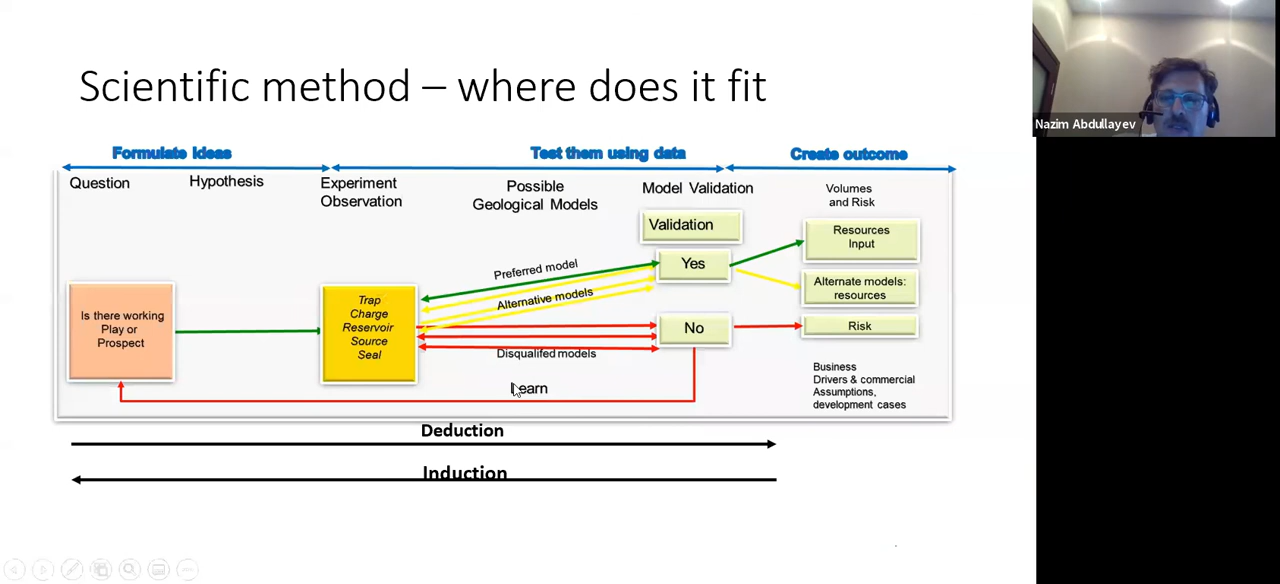 Scientific method – where does it fit
Nazim Abdullayev
Formulate Ideas
Test them using data
Create outcome
Question
Hypothesis
Experiment
Observation
Possible
Geological Models
Model Validation
Volumes
and Risk
Validation
Resources
Input
Preferred model
Yes
Alternative models
Alternate models:
resources
Is there working
Play or
Prospect
Trap
Charge
Reservoir
Source
Seal
No
Risk
Disqualifed models
Learn
Business
Drivers & commercial
Assumptions,
development cases
Deduction
Induction